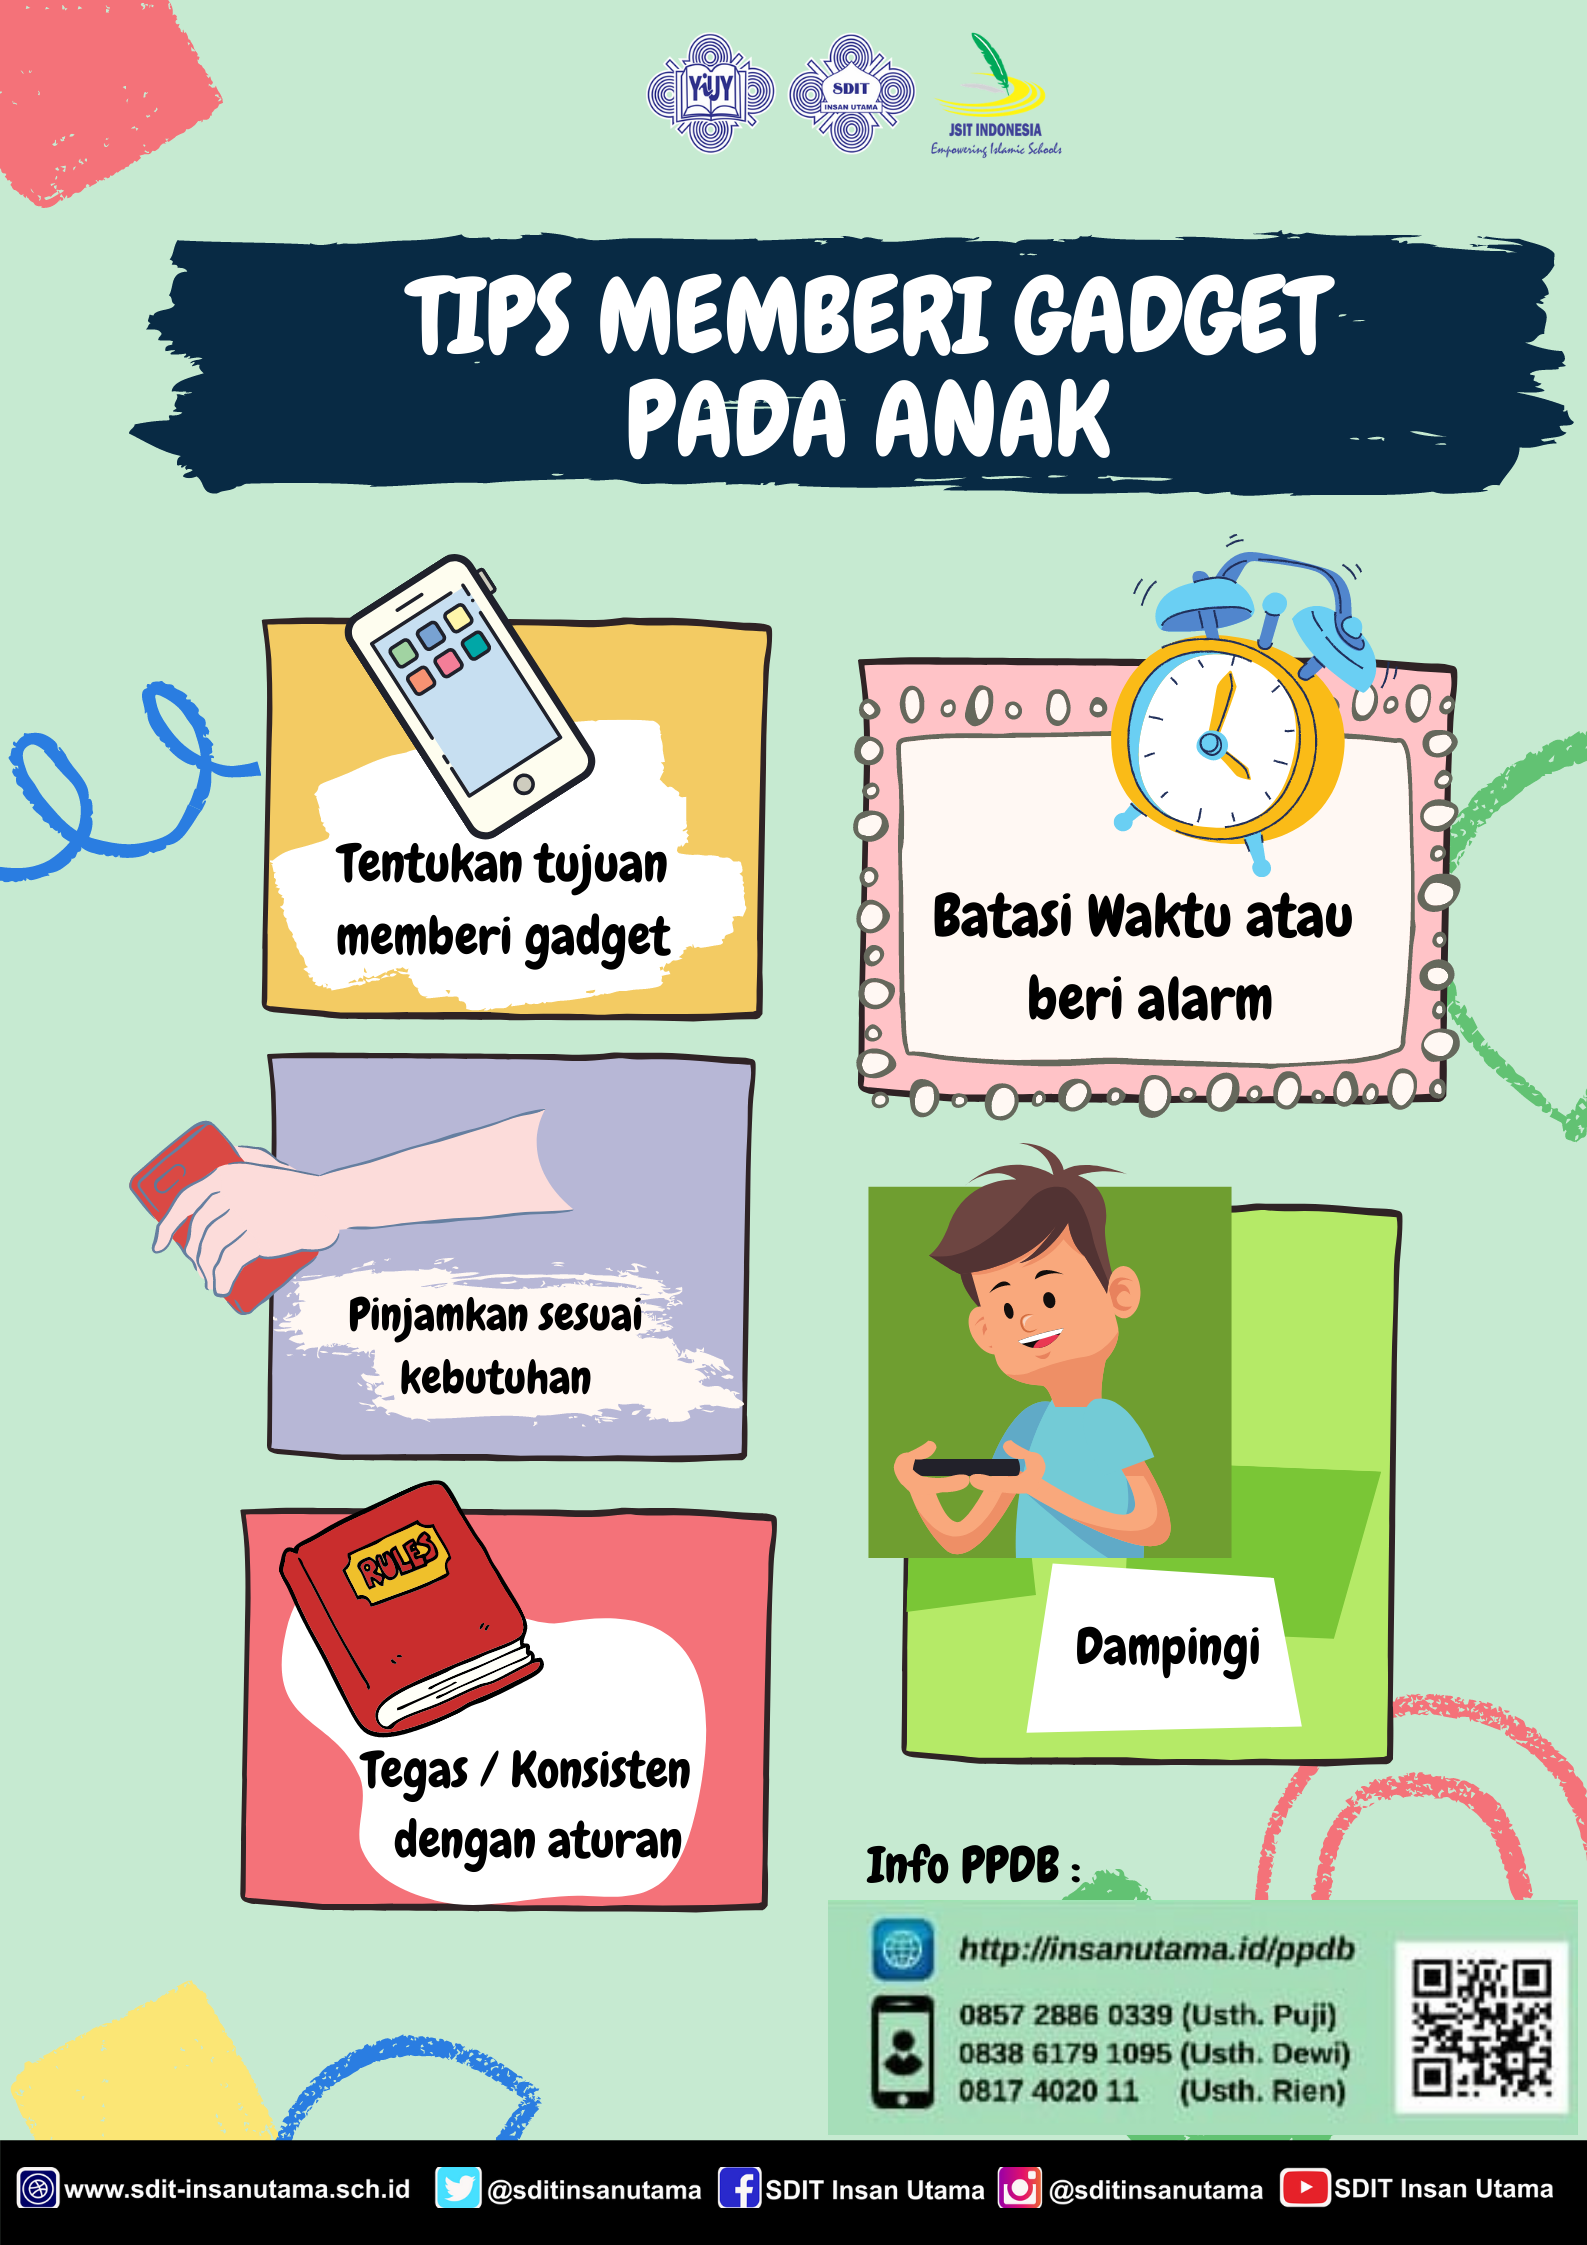 YIUY
SDIT
INSAN UTAMA
JSIT INDONESIA
Empowering Islamic Schools
TIPS MEMBERI GADGET
PADA ANAK
Tentukan tujuan
memberi gadget
Batasi Waktu atau
beri alarm
Pinjamkan sesuai
kebutuhan
Dampingi
RULES
Tegas / Konsisten
dengan aturan
Info PPDB :
http://insanutama.id/ppdb
0857 2886 0339 (Usth. Puji)
0838 6179 1095 (Usth. Dewi)
0817 4020 11 (Usth. Rien)
www.sdit-insanutama.sch.id @sditinsanutama SDIT Insan Utama @sditinsanutama SDIT Insan Utama